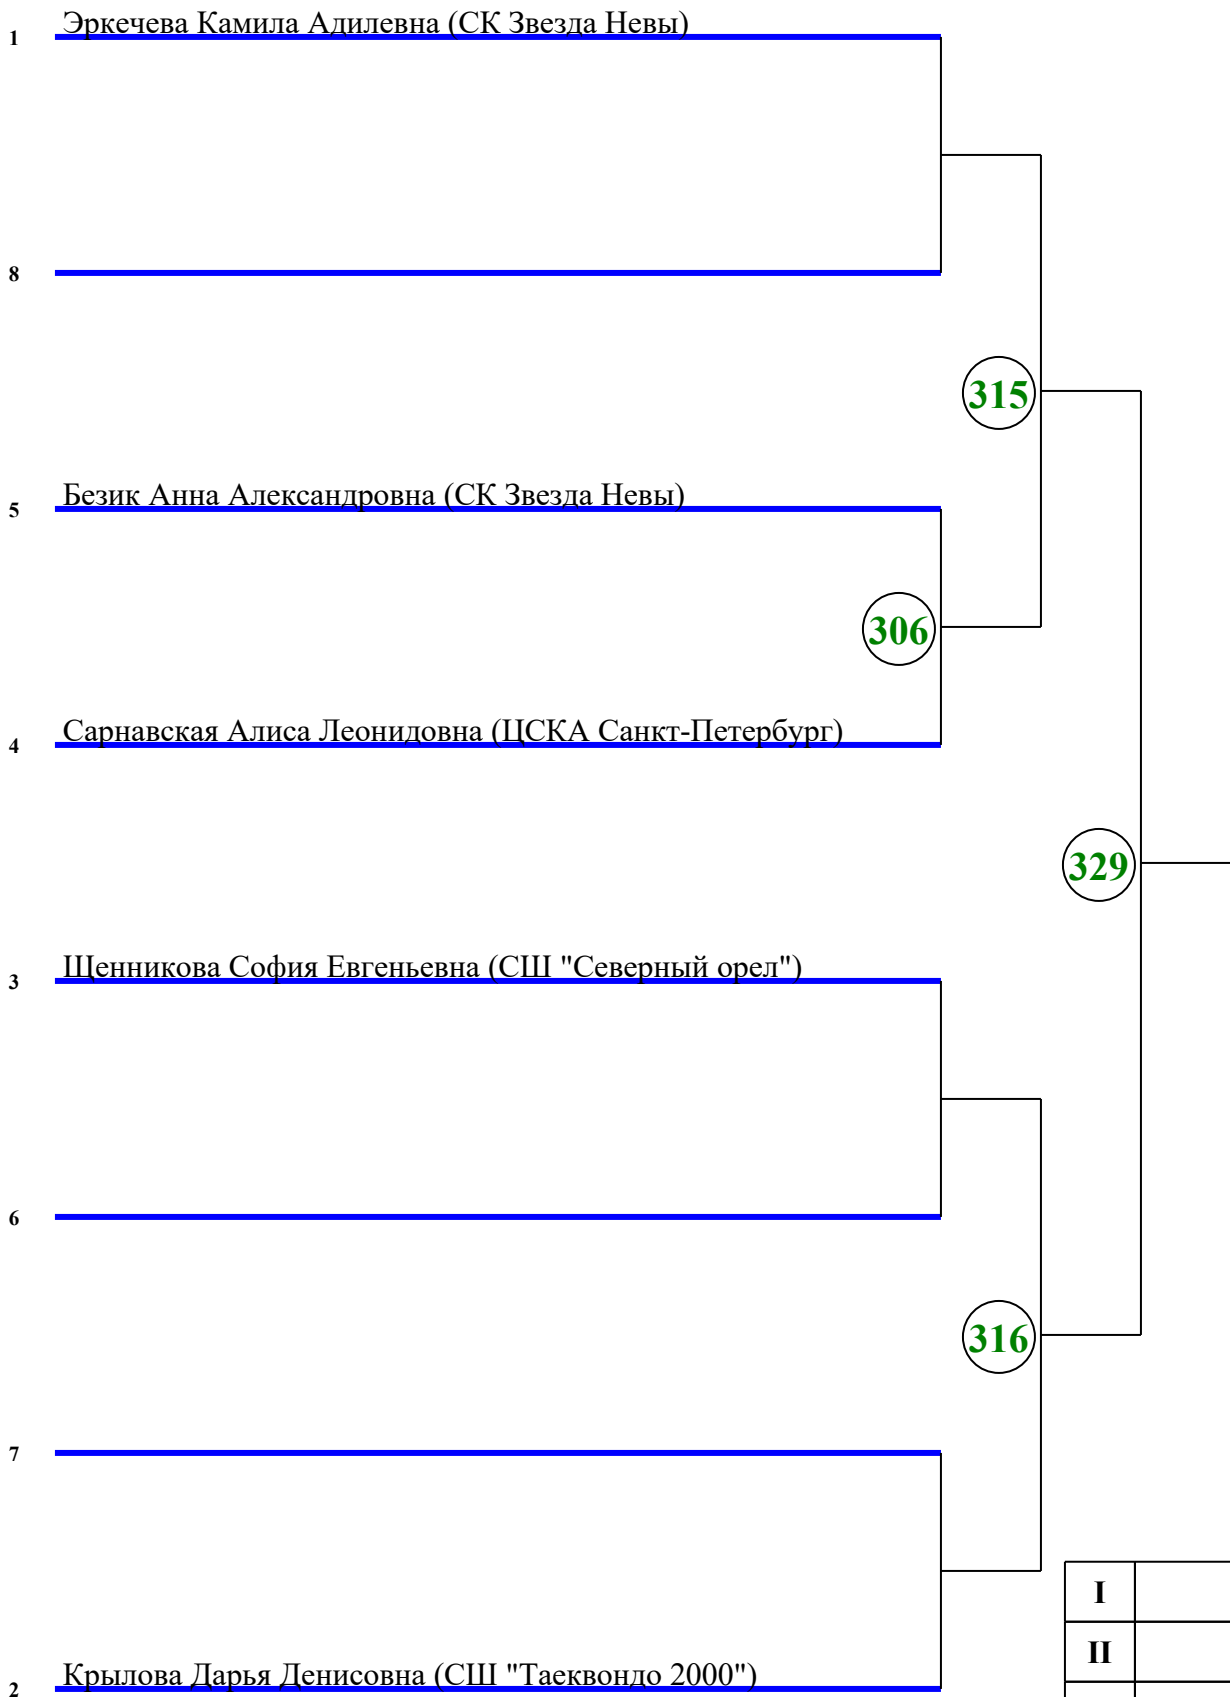 1 Эркечева Камила Адилевна (СК Звезда Невы)
8
315
5 Безик Анна Александровна (СК Звезда Невы)
306
4 Сарнавская Алиса Леонидовна (ЦСКА Санкт-Петербург)
329
3 Щенникова София Евгеньевна (СШ "Северный орел")
6
316
7
I
II
2 Крылова Дарья Денисовна (СШ "Таеквондо 2000")